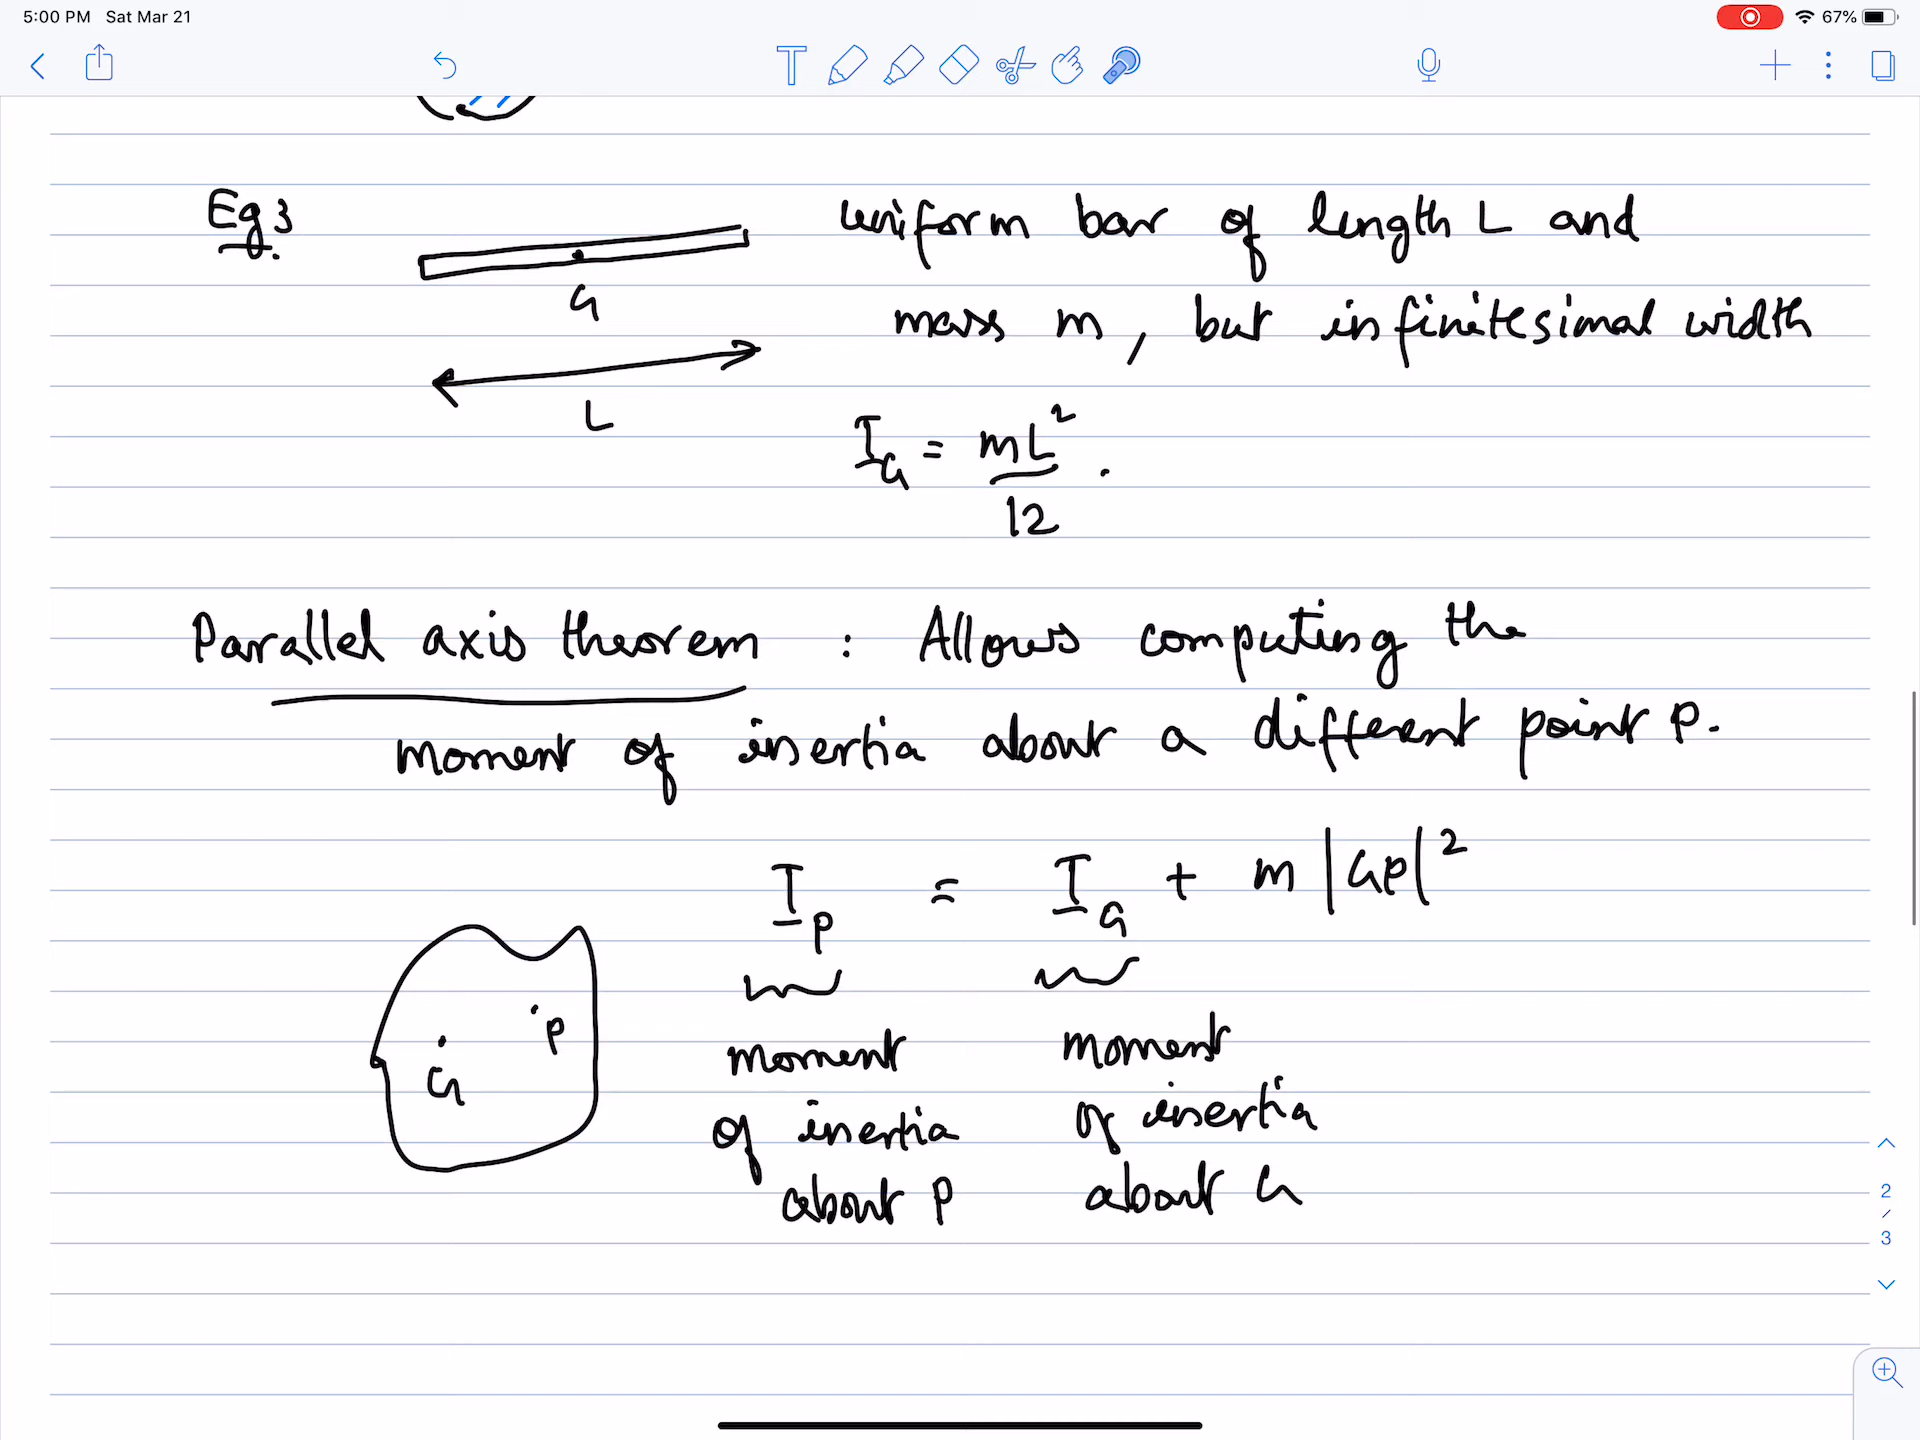 5:00 PM Sat Mar 21
67%
T
Eg 3. uniform bar of length L and
G
mass m, but infinitesimal width
L
I_G = mL²/12.
Parallel axis theorem : Allows computing the
moment of inertia about a different point P.
I_P = I_G + m |GP|²
P
G
moment moment
of inertia of inertia
about P about G
2
/
3